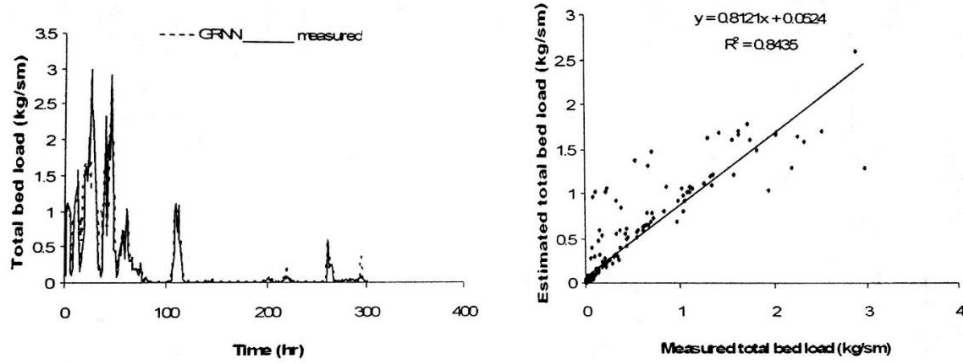 GRNN measured
Total bed load (kg/sm)
3.5
3
2.5
2
1.5
1
0.5
0
0 100 200 300 400
Time (hr)
y = 0.8121x + 0.0524
R² = 0.8435
Estimated total bed load (kg/sm)
3
2.5
2
1.5
1
0.5
0
0 1 2 3 4
Measured total bed load (kg/sm)